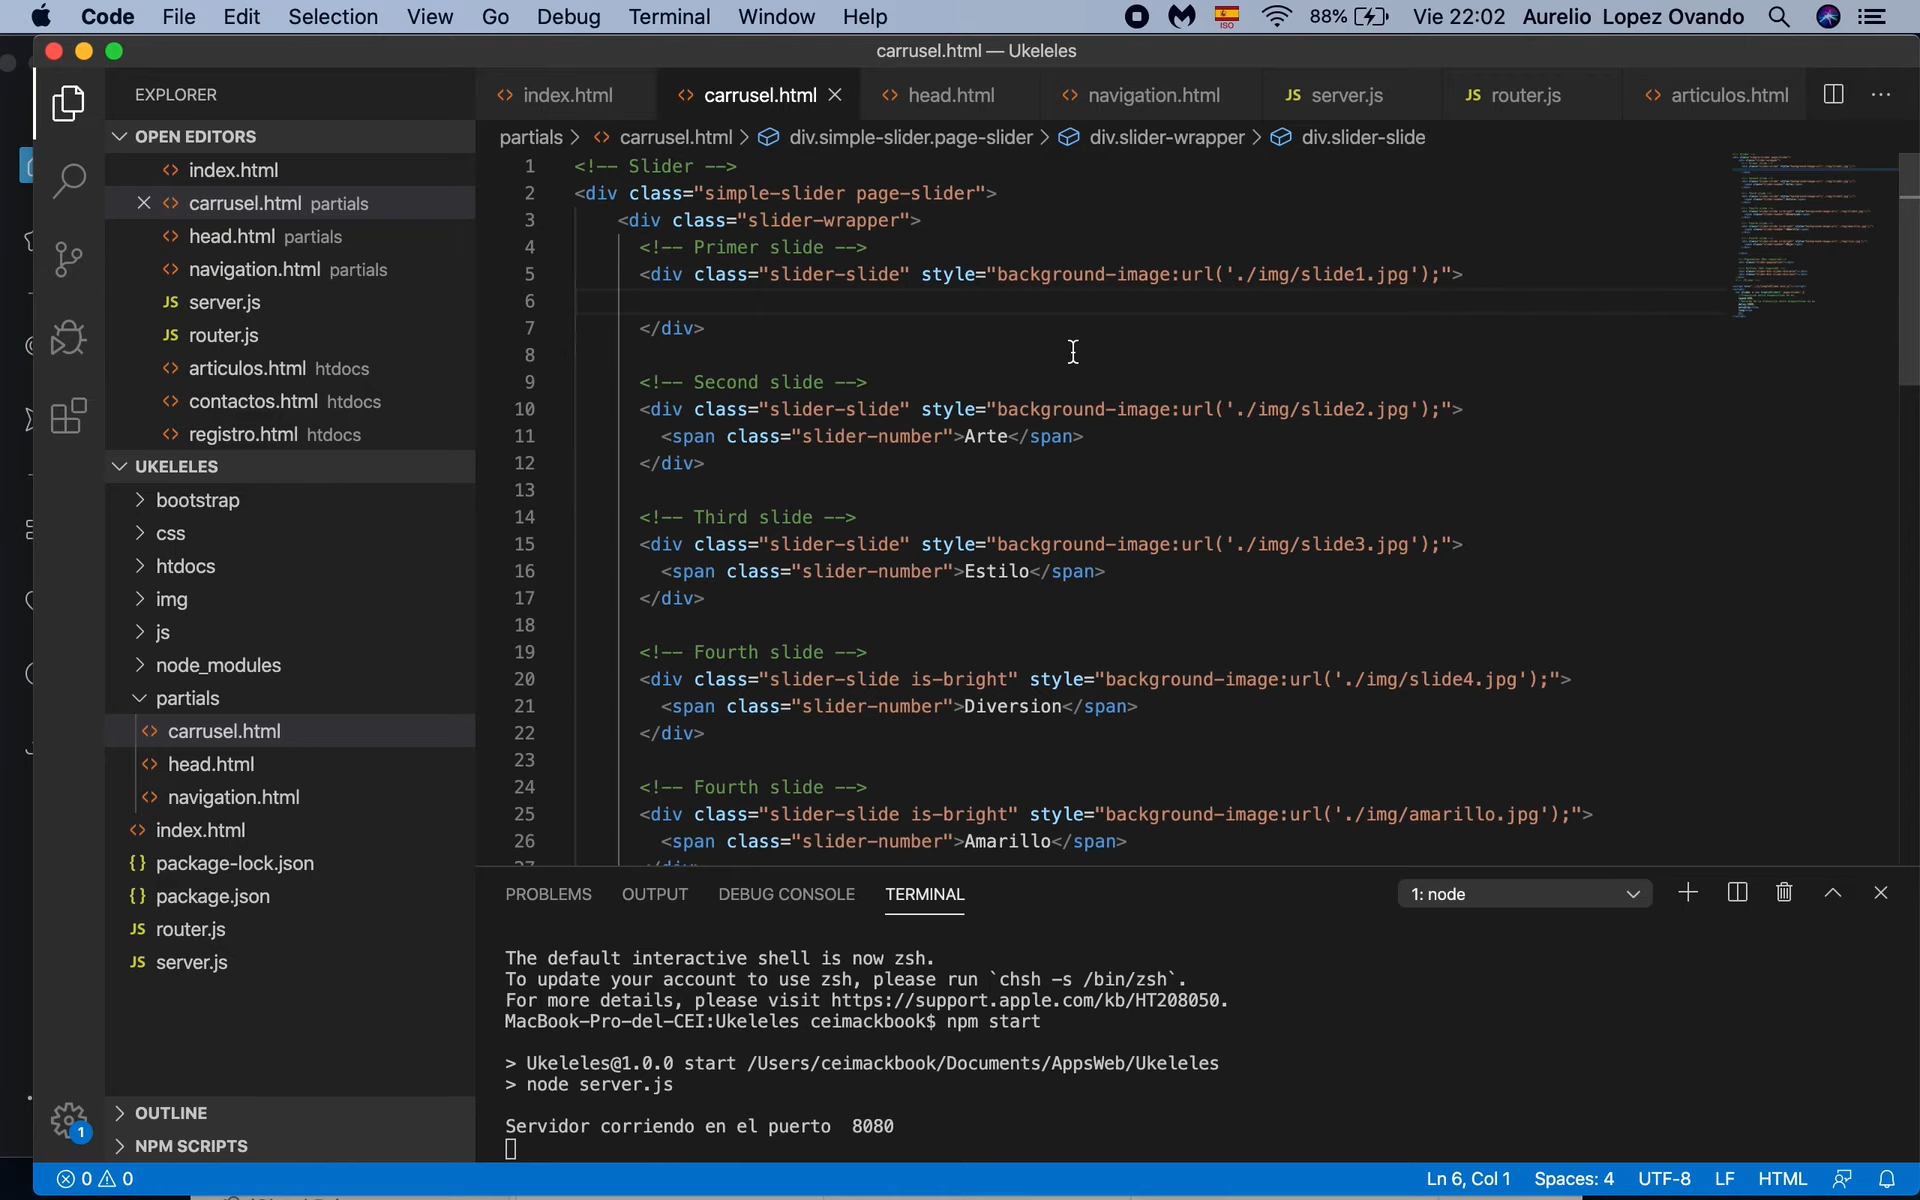 Code File Edit Selection View Go Debug Terminal Window Help ISO 88% Vie 22:02 Aurelio Lopez Ovando
carrusel.html — Ukeleles
EXPLORER
index.html carrusel.html head.html navigation.html JS server.js JS router.js articulos.html
OPEN EDITORS
index.html
carrusel.html partials
head.html partials
navigation.html partials
JS server.js
JS router.js
articulos.html htdocs
contactos.html htdocs
registro.html htdocs
UKELELES
bootstrap
css
htdocs
img
js
node_modules
partials
carrusel.html
head.html
navigation.html
index.html
{} package-lock.json
{} package.json
JS router.js
JS server.js
OUTLINE
NPM SCRIPTS
1
partials > carrusel.html > div.simple-slider.page-slider > div.slider-wrapper > div.slider-slide
1 <!-- Slider -->
2 <div class="simple-slider page-slider">
3 <div class="slider-wrapper">
4 <!-- Primer slide -->
5 <div class="slider-slide" style="background-image:url('./img/slide1.jpg');">
6
7 </div>
8
9 <!-- Second slide -->
10 <div class="slider-slide" style="background-image:url('./img/slide2.jpg');">
11 <span class="slider-number">Arte</span>
12 </div>
13
14 <!-- Third slide -->
15 <div class="slider-slide" style="background-image:url('./img/slide3.jpg');">
16 <span class="slider-number">Estilo</span>
17 </div>
18
19 <!-- Fourth slide -->
20 <div class="slider-slide is-bright" style="background-image:url('./img/slide4.jpg');">
21 <span class="slider-number">Diversion</span>
22 </div>
23
24 <!-- Fourth slide -->
25 <div class="slider-slide is-bright" style="background-image:url('./img/amarillo.jpg');">
26 <span class="slider-number">Amarillo</span>
PROBLEMS OUTPUT DEBUG CONSOLE TERMINAL 1: node
The default interactive shell is now zsh.
To update your account to use zsh, please run `chsh -s /bin/zsh`.
For more details, please visit https://support.apple.com/kb/HT208050.
MacBook-Pro-del-CEI:Ukeleles ceimackbook$ npm start
> Ukeleles@1.0.0 start /Users/ceimackbook/Documents/AppsWeb/Ukeleles
> node server.js
Servidor corriendo en el puerto 8080
0 0 Ln 6, Col 1 Spaces: 4 UTF-8 LF HTML